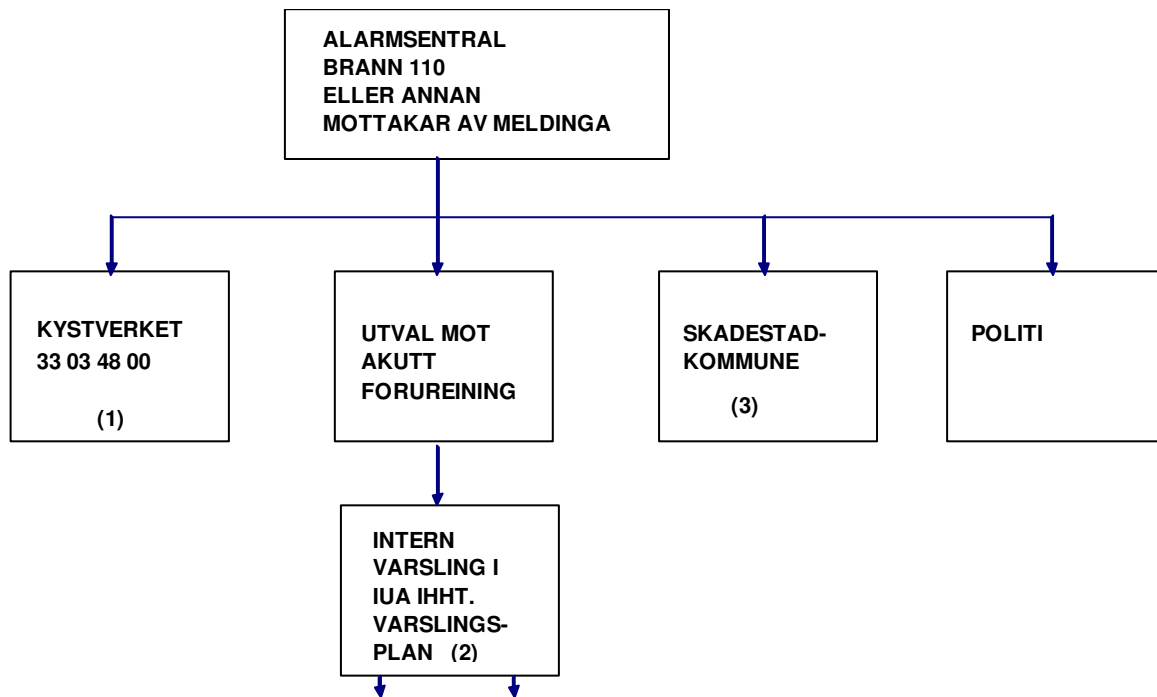 ALARMSENTRAL
BRANN 110
ELLER ANNAN
MOTTAKAR AV MELDINGA
KYSTVERKET
33 03 48 00
(1)
UTVAL MOT
AKUTT
FORUREINING
SKADESTAD-
KOMMUNE
(3)
POLITI
INTERN
VARSLING I
IUA IHHT.
VARSLINGS-
PLAN (2)